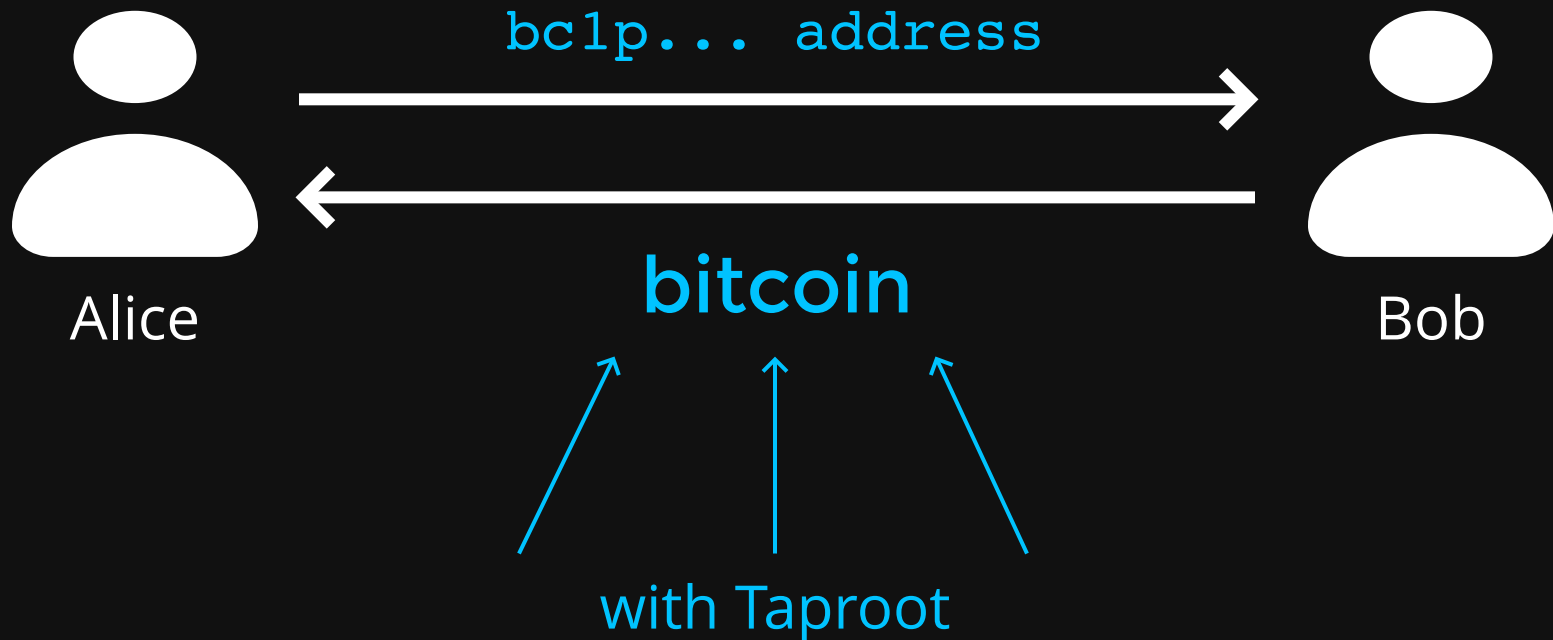 bc1p... address
bitcoin
Alice
Bob
with Taproot